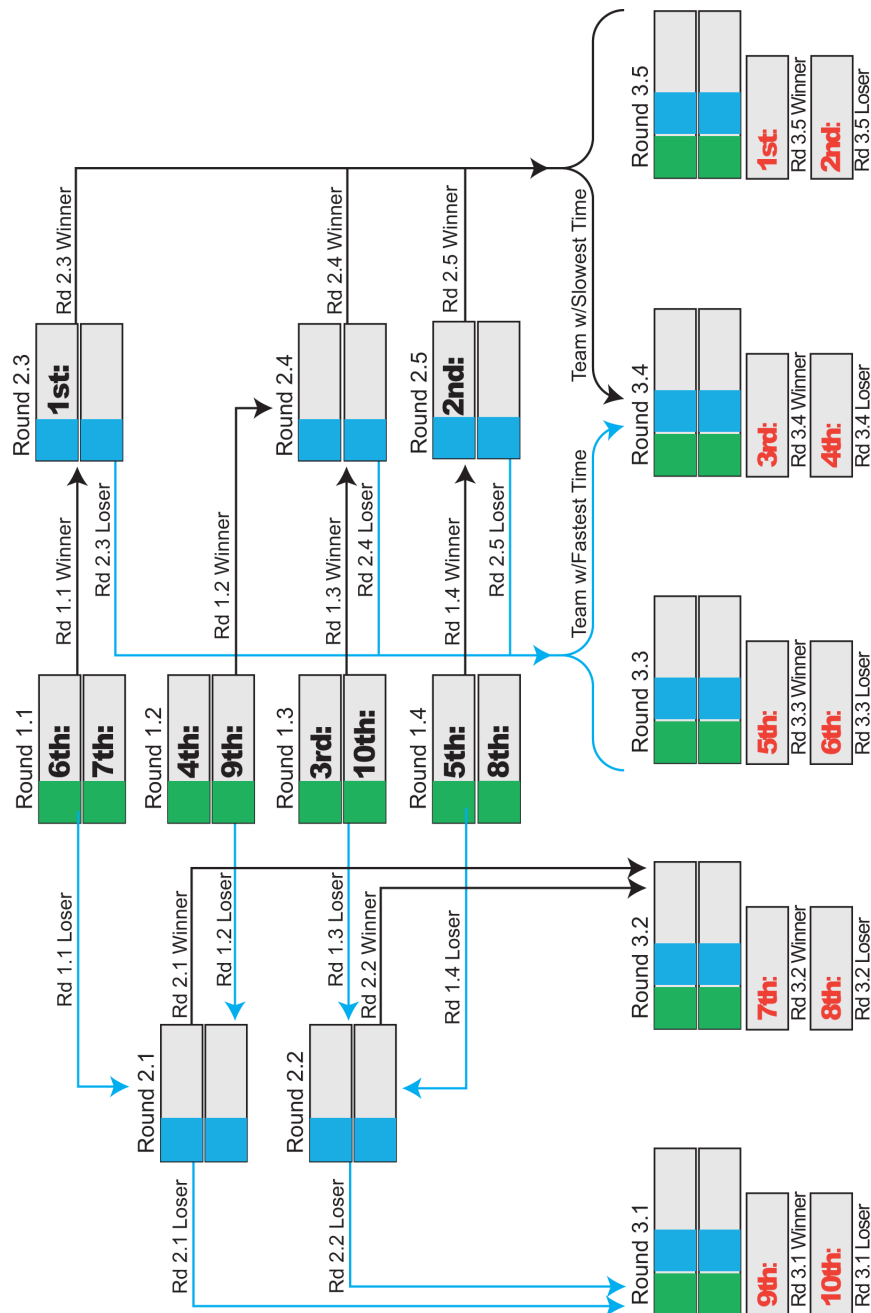 Round 1.1
6th:
7th:
Round 1.2
4th:
9th:
Round 1.3
3rd:
10th:
Round 1.4
5th:
8th:
Rd 1.1 Loser
Rd 1.2 Loser
Rd 1.3 Loser
Rd 1.4 Loser
Rd 1.1 Winner
Rd 1.2 Winner
Rd 1.3 Winner
Rd 1.4 Winner
Round 2.1
Round 2.2
Rd 2.1 Winner
Rd 2.2 Winner
Rd 2.1 Loser
Rd 2.2 Loser
Round 2.3
1st:
Round 2.4
Round 2.5
2nd:
Rd 2.3 Loser
Rd 2.4 Loser
Rd 2.5 Loser
Rd 2.3 Winner
Rd 2.4 Winner
Rd 2.5 Winner
Team w/Fastest Time
Team w/Slowest Time
Round 3.1
9th:
Rd 3.1 Winner
10th:
Rd 3.1 Loser
Round 3.2
7th:
Rd 3.2 Winner
8th:
Rd 3.2 Loser
Round 3.3
5th:
Rd 3.3 Winner
6th:
Rd 3.3 Loser
Round 3.4
3rd:
Rd 3.4 Winner
4th:
Rd 3.4 Loser
Round 3.5
1st:
Rd 3.5 Winner
2nd:
Rd 3.5 Loser